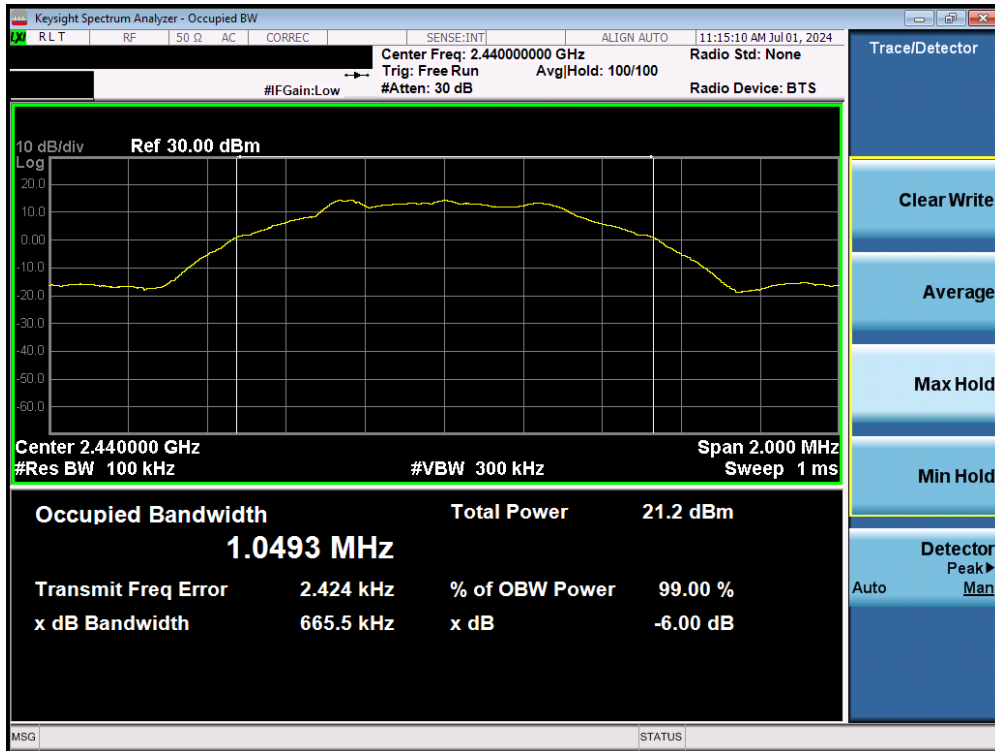 Keysight Spectrum Analyzer - Occupied BW
LXI RLT RF 50 Ω AC CORREC SENSE:INT ALIGN AUTO 11:15:10 AM Jul 01, 2024
Center Freq: 2.440000000 GHz Radio Std: None
Trig: Free Run Avg|Hold: 100/100
#IFGain:Low #Atten: 30 dB Radio Device: BTS
Trace/Detector
10 dB/div Ref 30.00 dBm
Log
20.0
10.0
0.00
-10.0
-20.0
-30.0
-40.0
-50.0
-60.0
Center 2.440000 GHz Span 2.000 MHz
#Res BW 100 kHz #VBW 300 kHz Sweep 1 ms
Occupied Bandwidth Total Power 21.2 dBm
1.0493 MHz
Transmit Freq Error 2.424 kHz % of OBW Power 99.00 %
x dB Bandwidth 665.5 kHz x dB -6.00 dB
Clear Write
Average
Max Hold
Min Hold
Detector
Peak▶
Auto Man
MSG STATUS